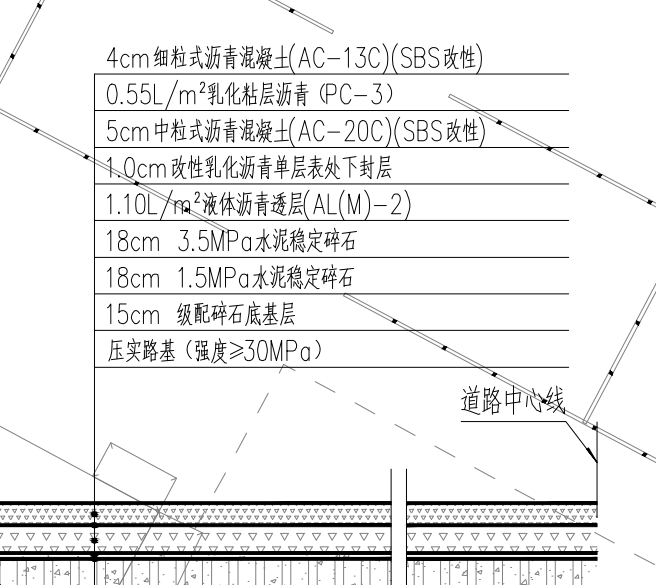 4cm细粒式沥青混凝土(AC-13C)(SBS改性)
0.55L/m²乳化粘层沥青（PC-3）
5cm中粒式沥青混凝土(AC-20C)(SBS改性)
1.0cm改性乳化沥青单层表处下封层
1.10L/m²液体沥青透层(AL(M)-2)
18cm 3.5MPa水泥稳定碎石
18cm 1.5MPa水泥稳定碎石
15cm 级配碎石底基层
压实路基（强度≥30MPa）
道路中心线